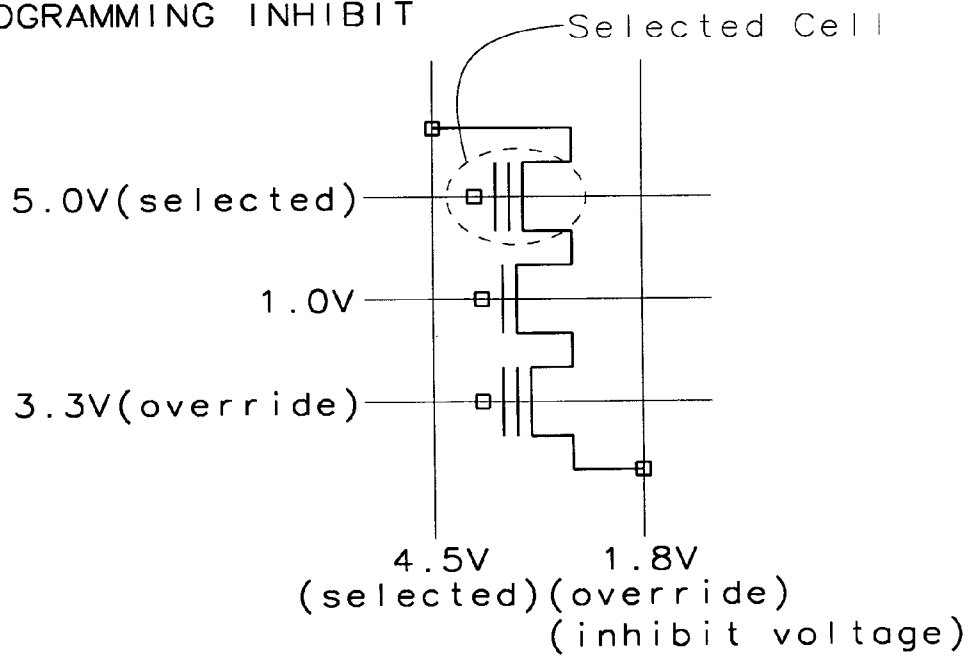 OGRAMMING INHIBIT
Selected Cell
5.0V(selected)
1.0V
3.3V(override)
4.5V 1.8V
(selected)(override)
(inhibit voltage)